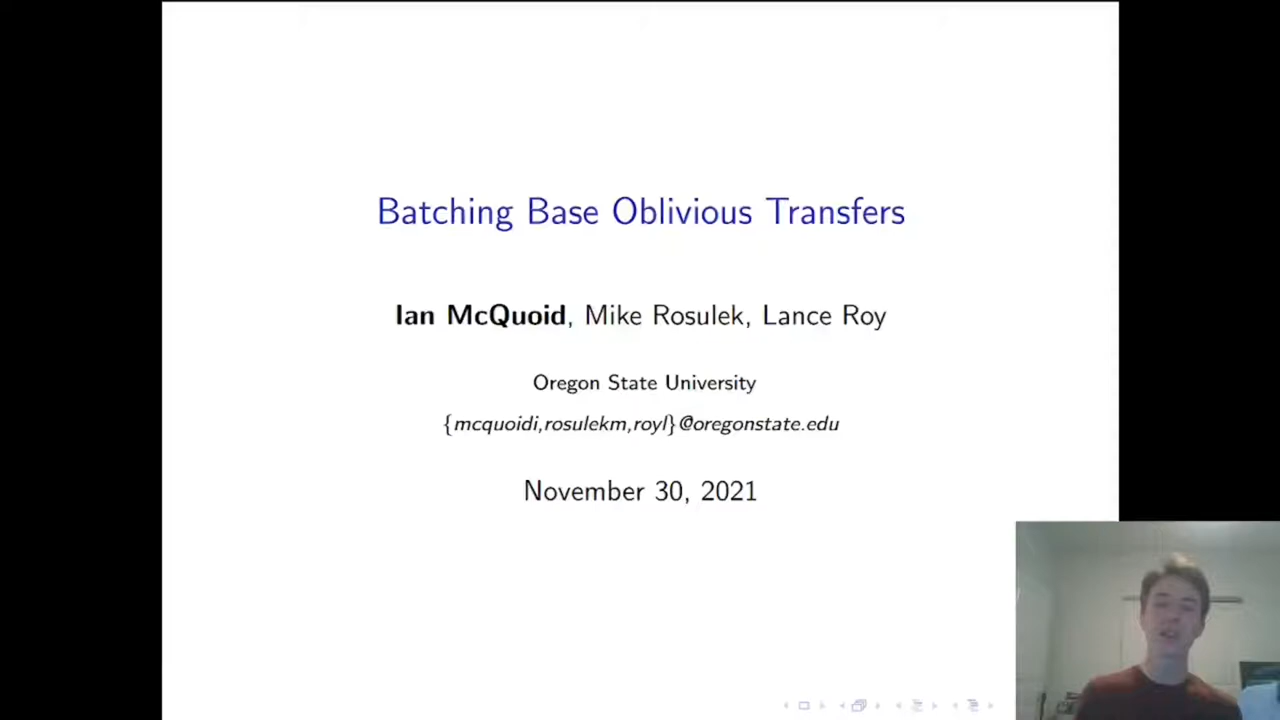 Batching Base Oblivious Transfers
Ian McQuoid, Mike Rosulek, Lance Roy
Oregon State University
{mcquoidi,rosulekm,royl}@oregonstate.edu
November 30, 2021